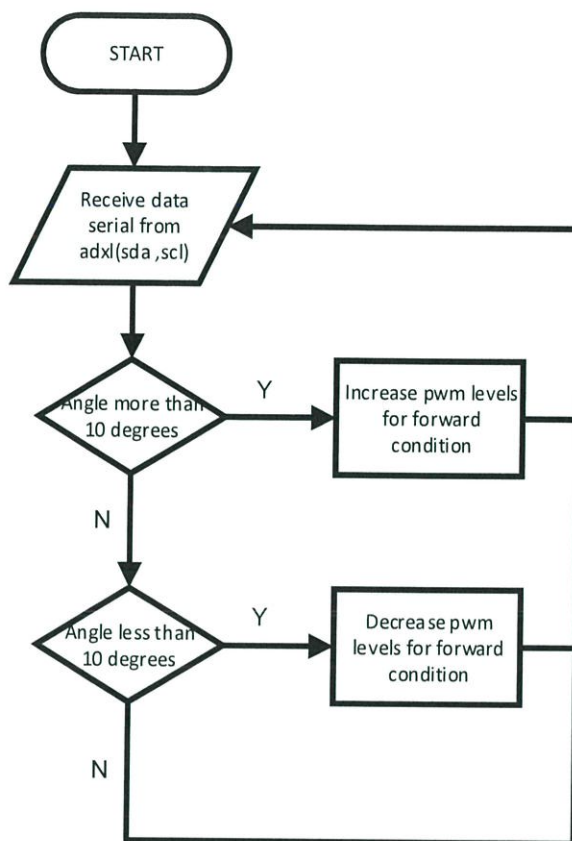 START
Receive data
serial from
adxl(sda ,scl)
Angle more than
10 degrees
Y
Increase pwm levels
for forward
condition
N
Angle less than
10 degrees
Y
Decrease pwm
levels for forward
condition
N